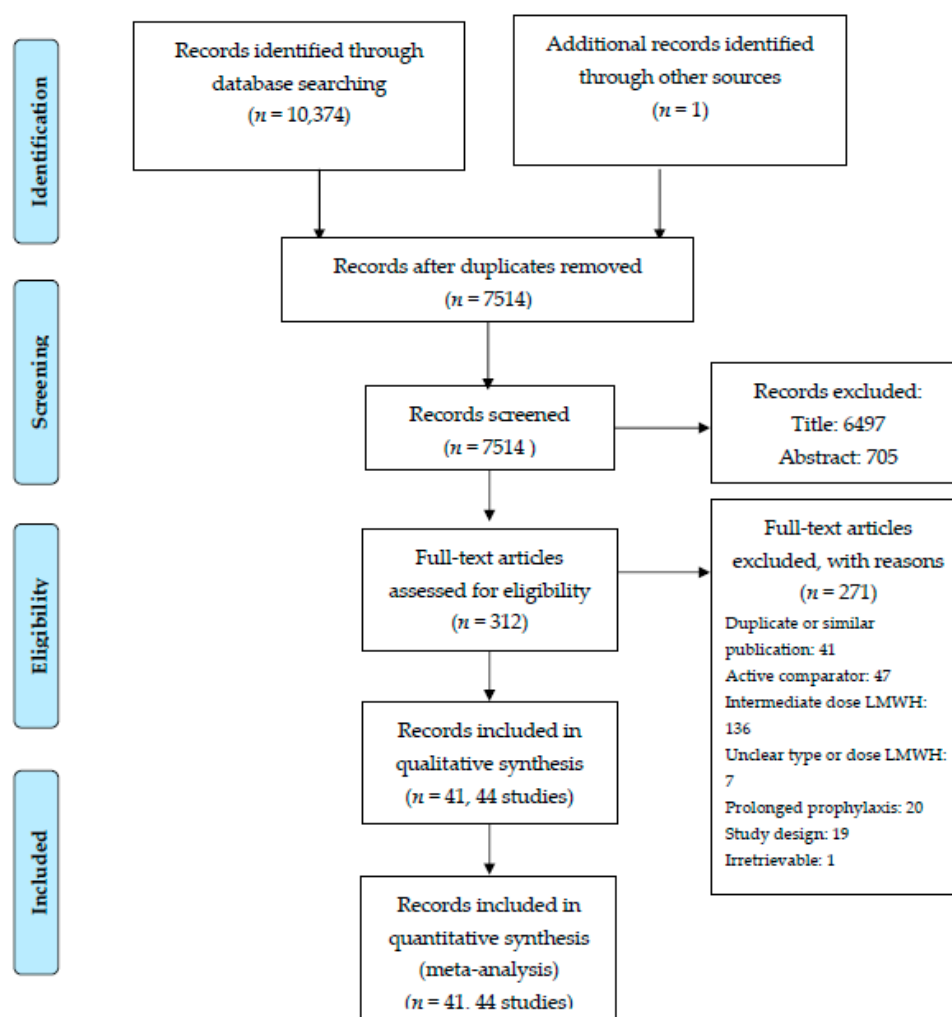 Identification
Records identified through
database searching
(n = 10,374)
Additional records identified
through other sources
(n = 1)
Records after duplicates removed
(n = 7514)
Screening
Records screened
(n = 7514 )
Records excluded:
Title: 6497
Abstract: 705
Eligibility
Full-text articles
assessed for eligibility
(n = 312)
Full-text articles
excluded, with reasons
(n = 271)
Duplicate or similar
publication: 41
Active comparator: 47
Intermediate dose LMWH:
136
Unclear type or dose LMWH:
7
Prolonged prophylaxis: 20
Study design: 19
Irretrievable: 1
Records included in
qualitative synthesis
(n = 41, 44 studies)
Included
Records included in
quantitative synthesis
(meta-analysis)
(n = 41, 44 studies)